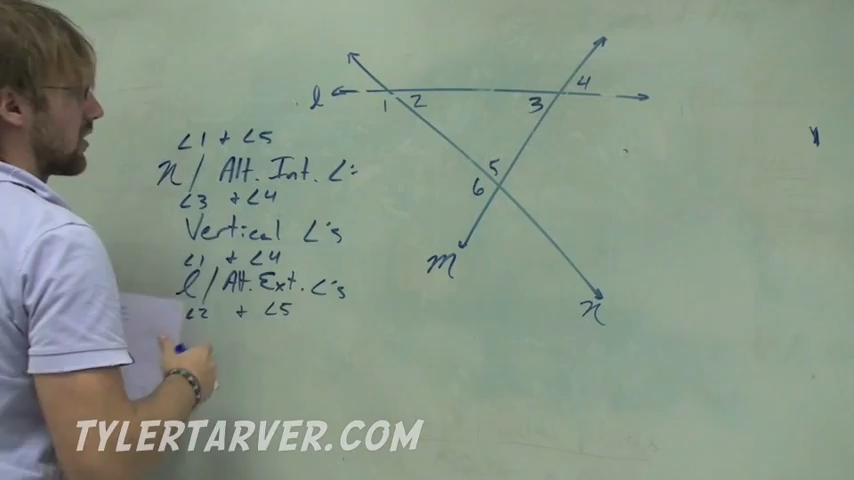 ∠1 + ∠5
n / Alt. Int. ∠'s
∠3 + ∠4
Vertical ∠'s
∠1 + ∠4
l / Alt. Ext. ∠'s
∠2 + ∠5
l
1
2
3
4
5
6
m
n
TYLERTARVER.COM